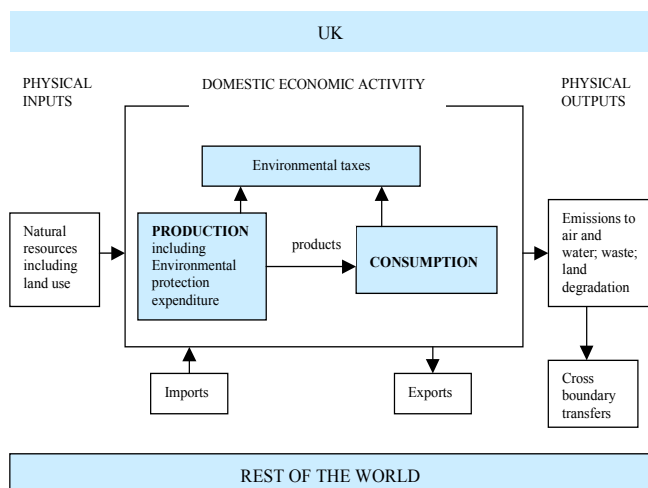 UK
PHYSICAL
INPUTS
DOMESTIC ECONOMIC ACTIVITY
PHYSICAL
OUTPUTS
Environmental taxes
Natural
resources
including
land use
PRODUCTION
including
Environmental
protection
expenditure
products
CONSUMPTION
Emissions to
air and
water; waste;
land
degradation
Imports
Exports
Cross
boundary
transfers
REST OF THE WORLD